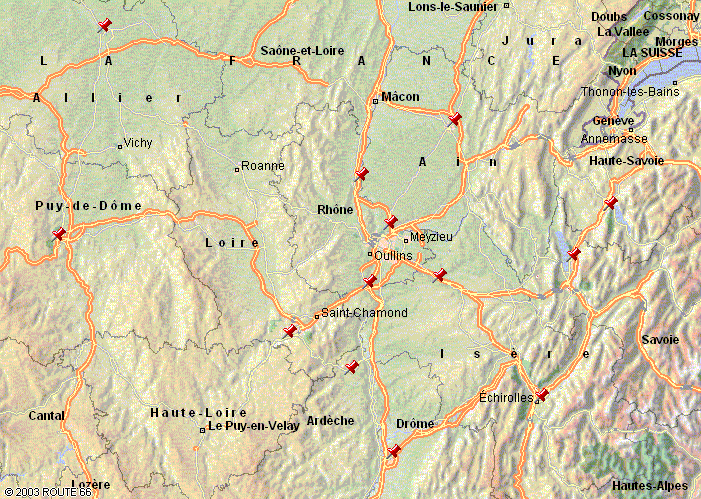 Lons-le-Saunier
Doubs
Cossonay
La.Vallee
Morges
Jura
LA SUISSE
Saône-et-Loire
LA FRANCE
Nyon
Thonon-les-Bains
Allier
Mâcon
Genève
Annemasse
Vichy
Roanne
Ain
Haute-Savoie
Puy-de-Dôme
Rhône
Loire
Meyzieu
Oullins
Saint-Chamond
Savoie
Isère
Échirolles
Haute-Loire
Cantal
Le Puy-en-Velay
Ardèche
Drôme
Lozère
Hautes-Alpes
© 2003 ROUTE 66